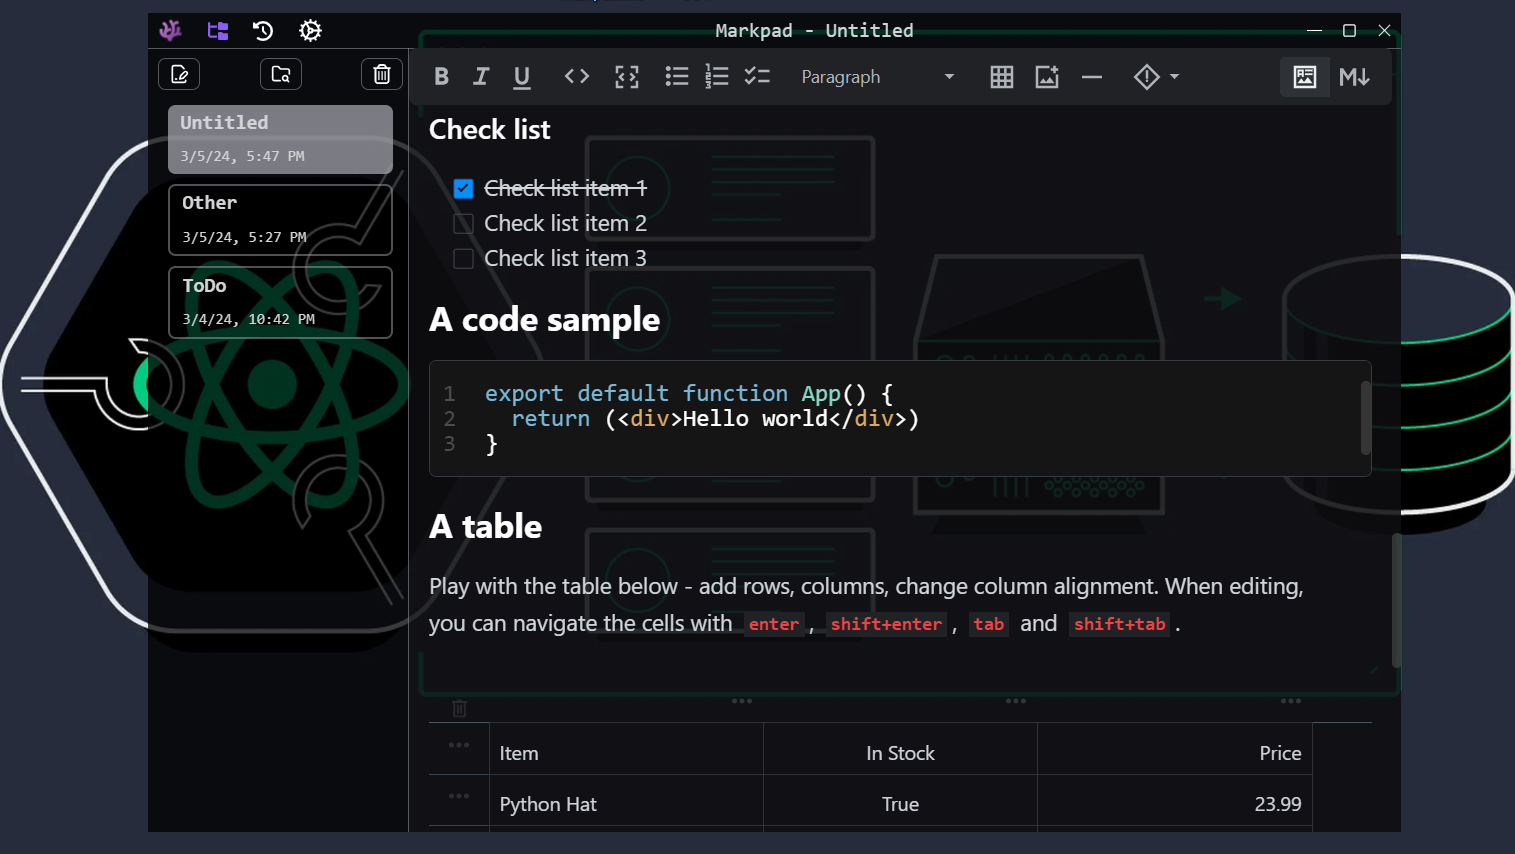 Markpad - Untitled
B I U
Paragraph
M↓
Untitled
3/5/24, 5:47 PM
Other
3/5/24, 5:27 PM
ToDo
3/4/24, 10:42 PM
Check list
Check list item 1
Check list item 2
Check list item 3
A code sample
1 export default function App() {
2   return (<div>Hello world</div>)
3 }
A table
Play with the table below - add rows, columns, change column alignment. When editing,
you can navigate the cells with enter, shift+enter, tab and shift+tab.
Item In Stock Price
Python Hat True 23.99